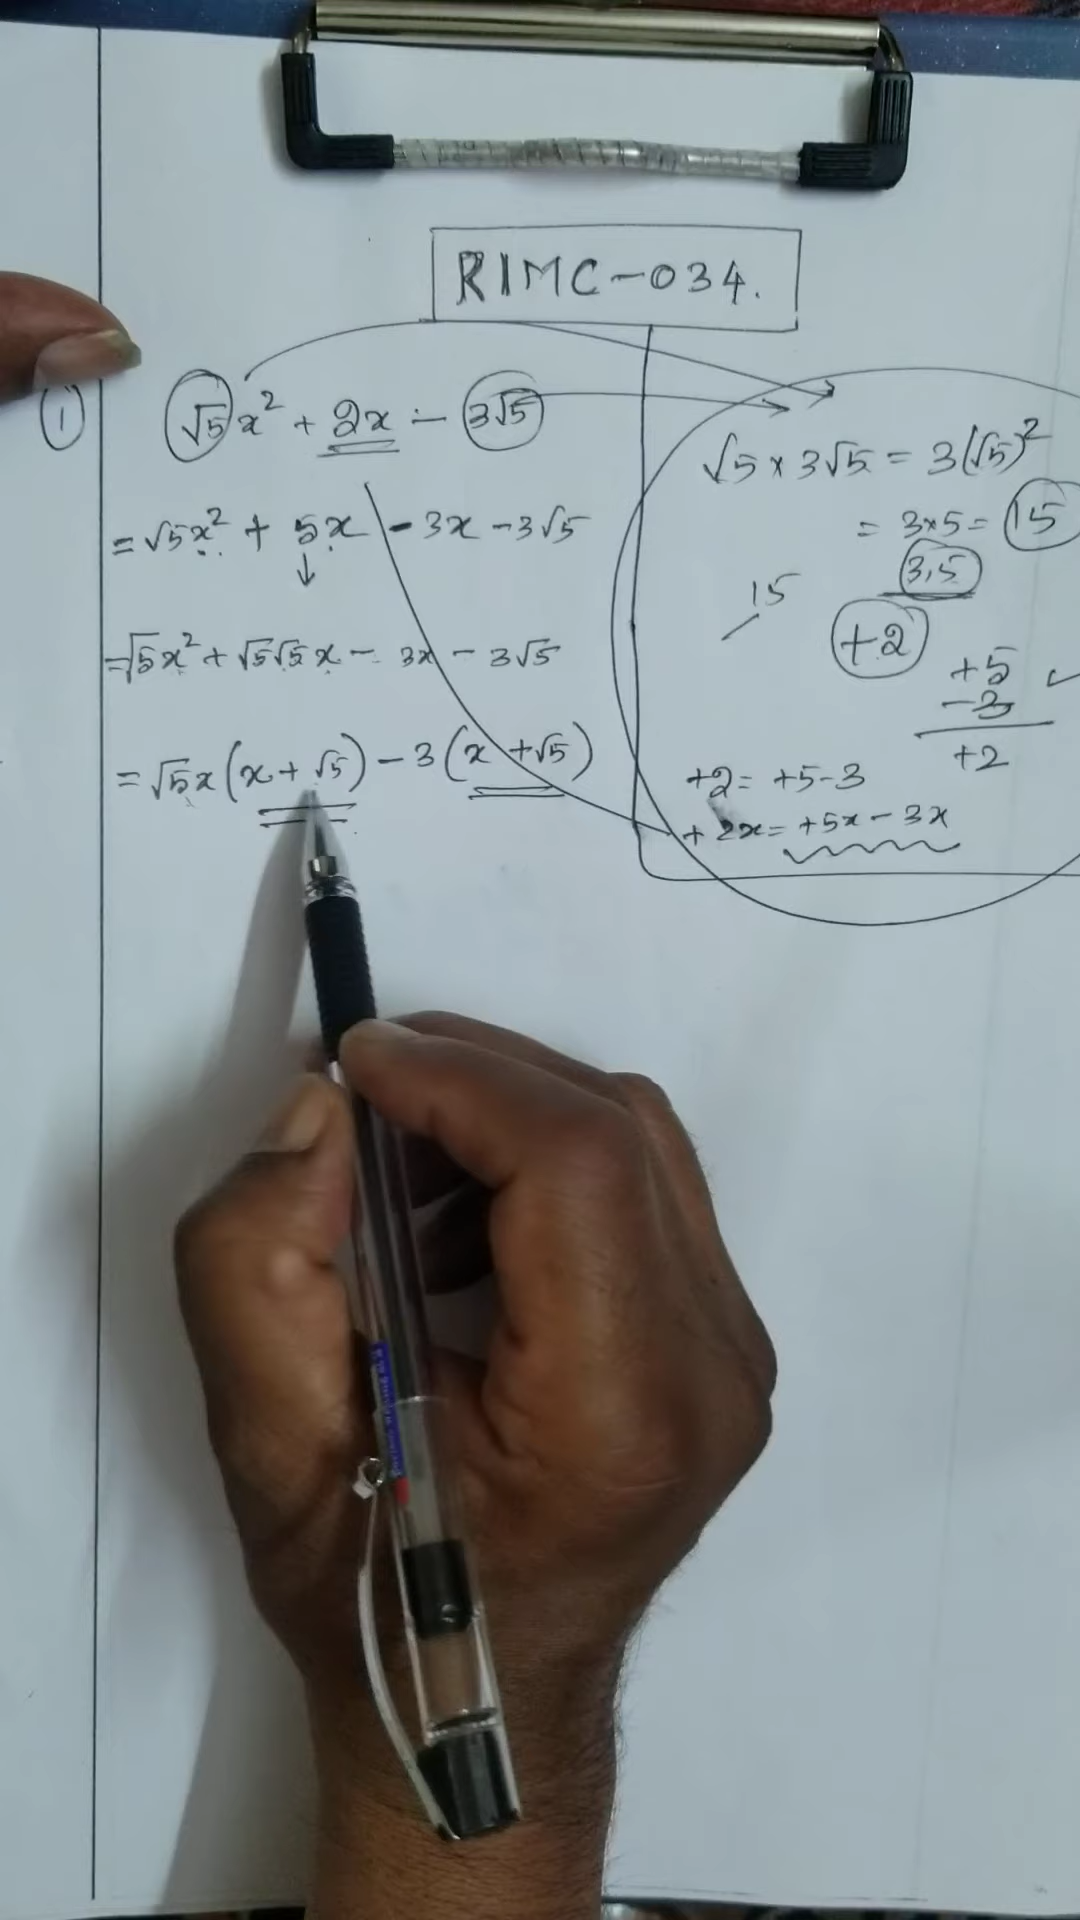 RIMC-034.
① √5x² + 2x - 3√5
= √5x² + 5x - 3x - 3√5
= √5x² + √5√5x - 3x - 3√5
= √5x (x + √5) - 3 (x + √5)
√5 × 3√5 = 3(√5)²
= 3×5 = 15
3,5
15
+2
+5
-3
+2
+2 = +5-3
+2x = +5x - 3x